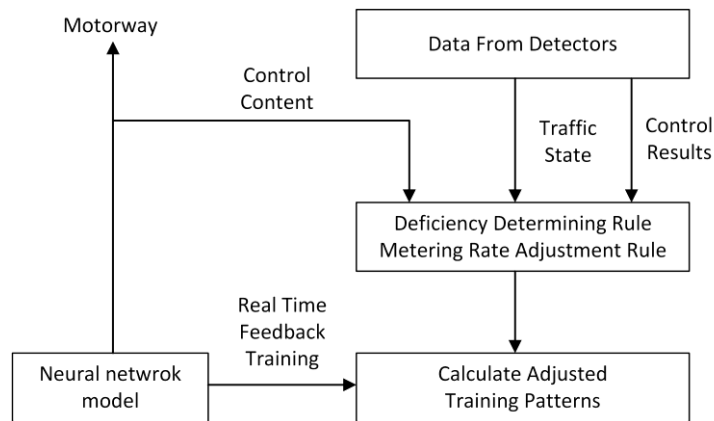 Motorway
Data From Detectors
Control
Content
Traffic
State
Control
Results
Deficiency Determining Rule
Metering Rate Adjustment Rule
Real Time
Feedback
Training
Neural netwrok
model
Calculate Adjusted
Training Patterns